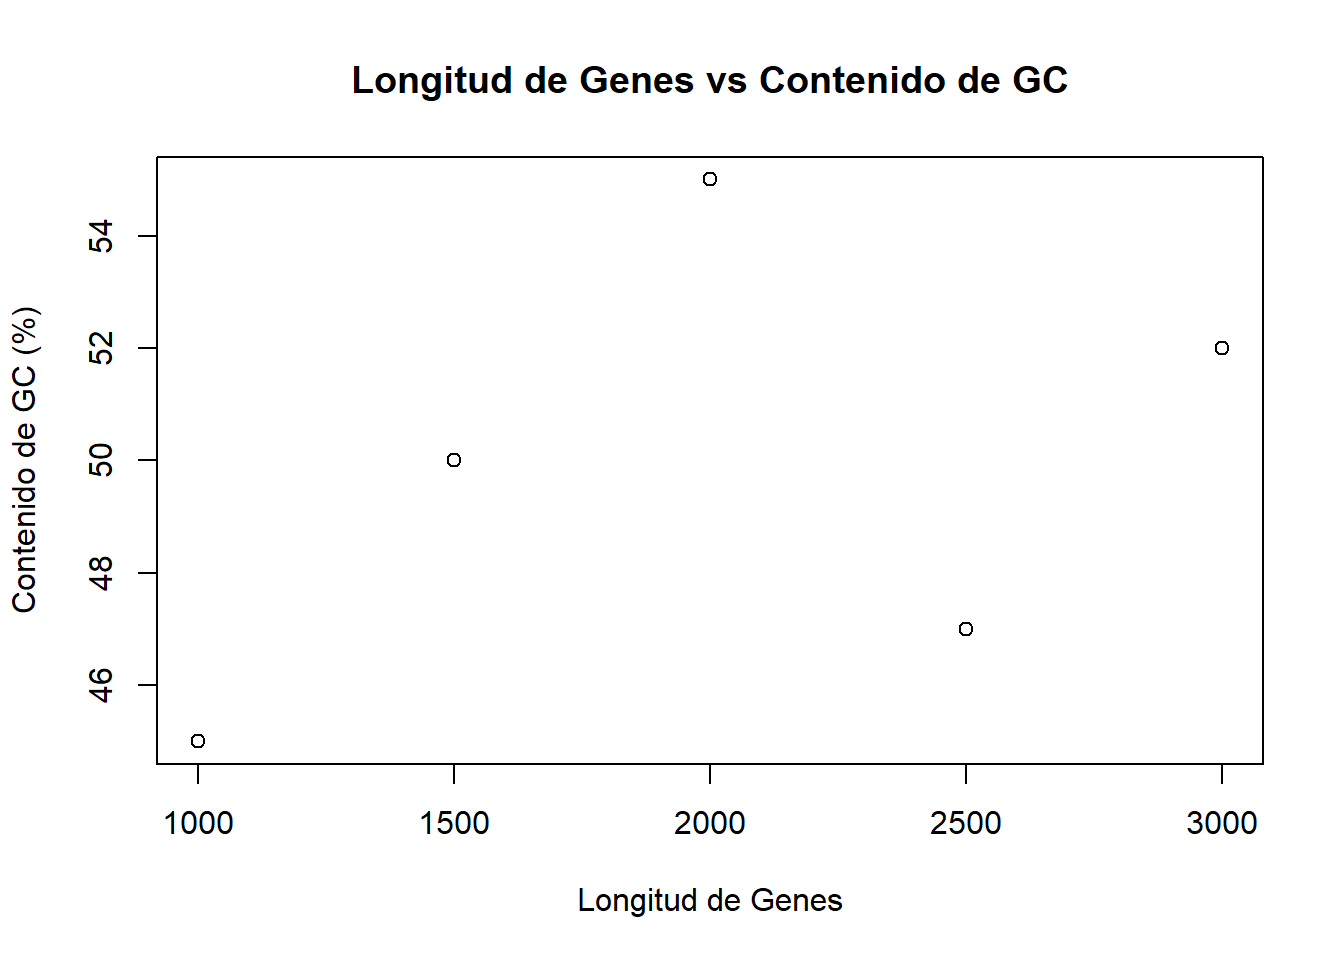 Longitud de Genes vs Contenido de GC
Contenido de GC (%)
54
52
50
48
46
1000 1500 2000 2500 3000
Longitud de Genes